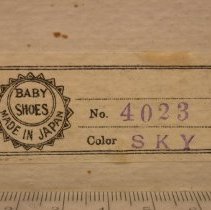 BABY
SHOES
MADE IN JAPAN
No. 4023
Color SKY